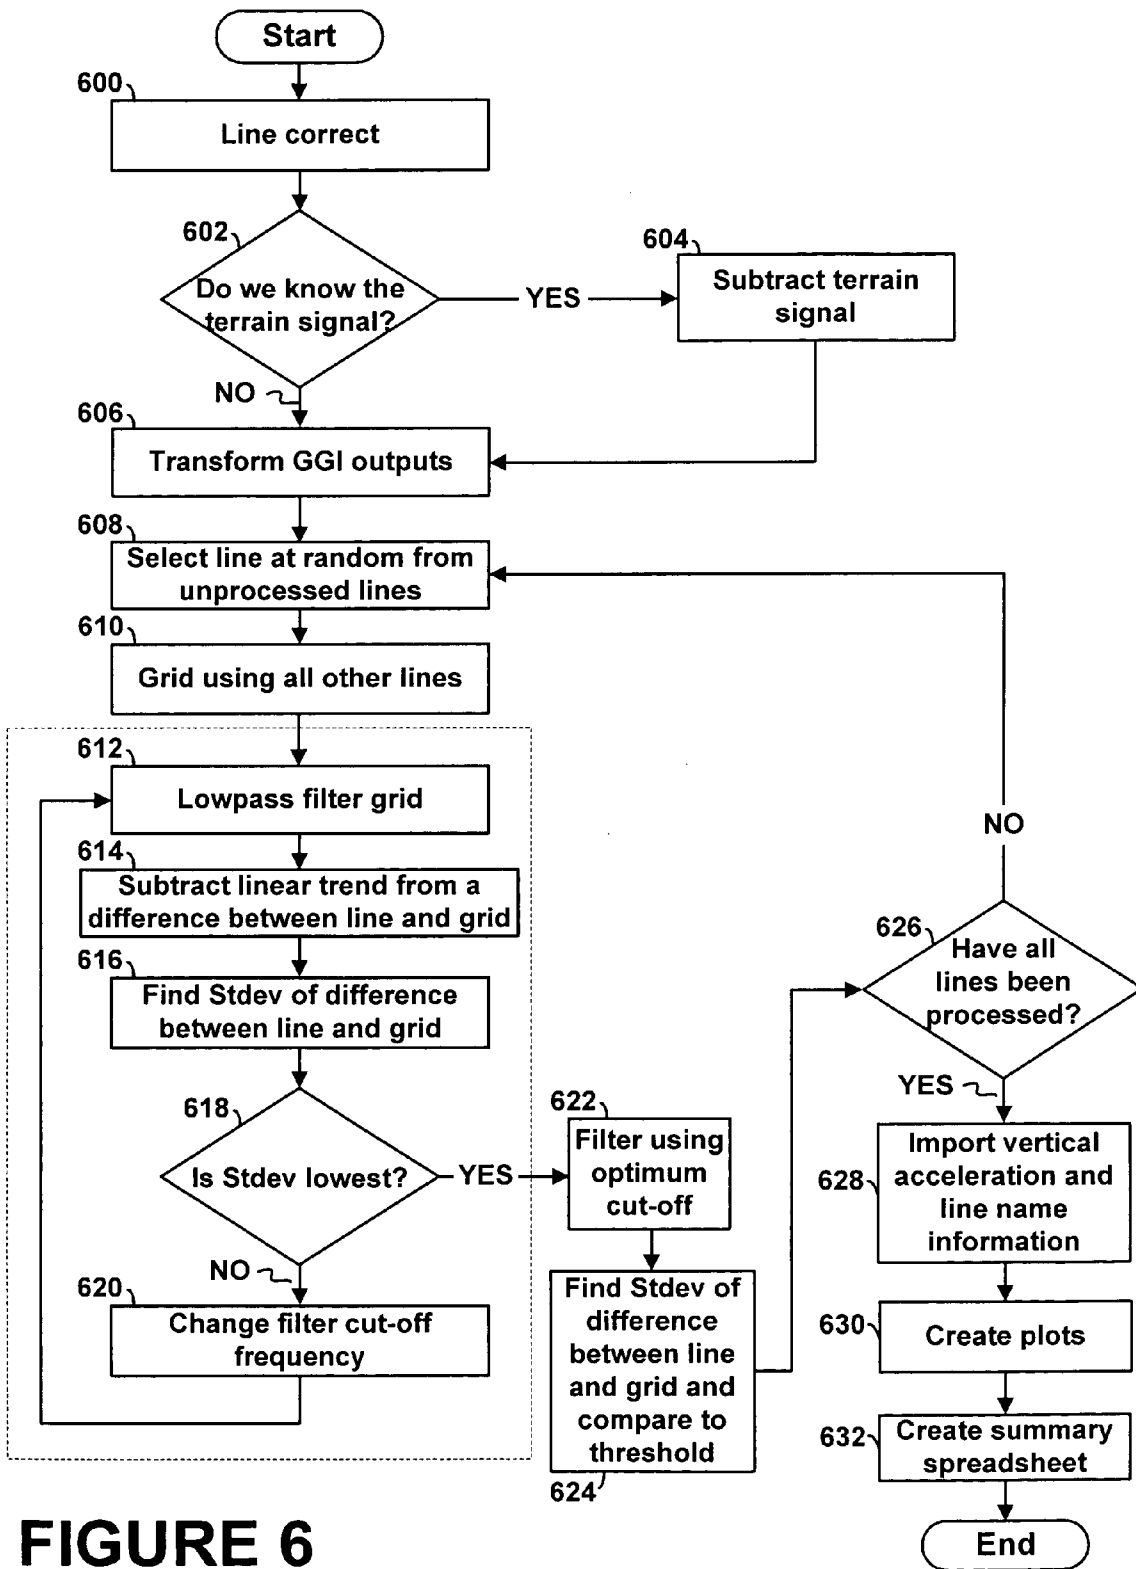 Start
600
Line correct
602
Do we know the
terrain signal?
YES
604
Subtract terrain
signal
NO
606
Transform GGI outputs
608
Select line at random from
unprocessed lines
610
Grid using all other lines
612
Lowpass filter grid
614
Subtract linear trend from a
difference between line and grid
616
Find Stdev of difference
between line and grid
618
Is Stdev lowest?
YES
NO
620
Change filter cut-off
frequency
622
Filter using
optimum
cut-off
Find Stdev of
difference
between line
and grid and
compare to
threshold
624
NO
626
Have all
lines been
processed?
YES
628
Import vertical
acceleration and
line name
information
630
Create plots
632
Create summary
spreadsheet
End
FIGURE 6